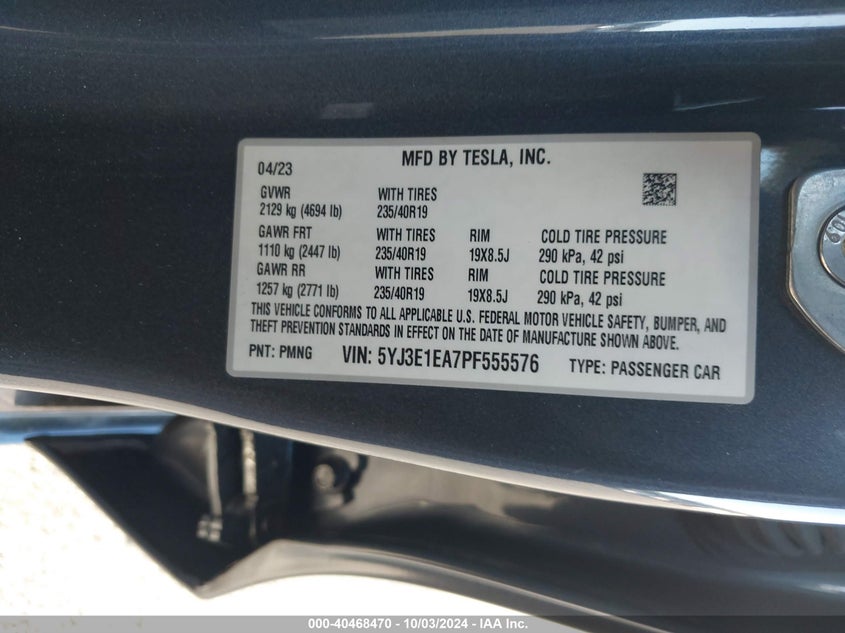 MFD BY TESLA, INC.
04/23
GVWR WITH TIRES
2129 kg (4694 lb) 235/40R19
GAWR FRT WITH TIRES RIM COLD TIRE PRESSURE
1110 kg (2447 lb) 235/40R19 19X8.5J 290 kPa, 42 psi
GAWR RR WITH TIRES RIM COLD TIRE PRESSURE
1257 kg (2771 lb) 235/40R19 19X8.5J 290 kPa, 42 psi
THIS VEHICLE CONFORMS TO ALL APPLICABLE U.S. FEDERAL MOTOR VEHICLE SAFETY, BUMPER, AND
THEFT PREVENTION STANDARDS IN EFFECT ON THE DATE OF MANUFACTURE SHOWN ABOVE.
PNT: PMNG VIN: 5YJ3E1EA7PF555576 TYPE: PASSENGER CAR
000-40468470 - 10/03/2024 - IAA Inc.